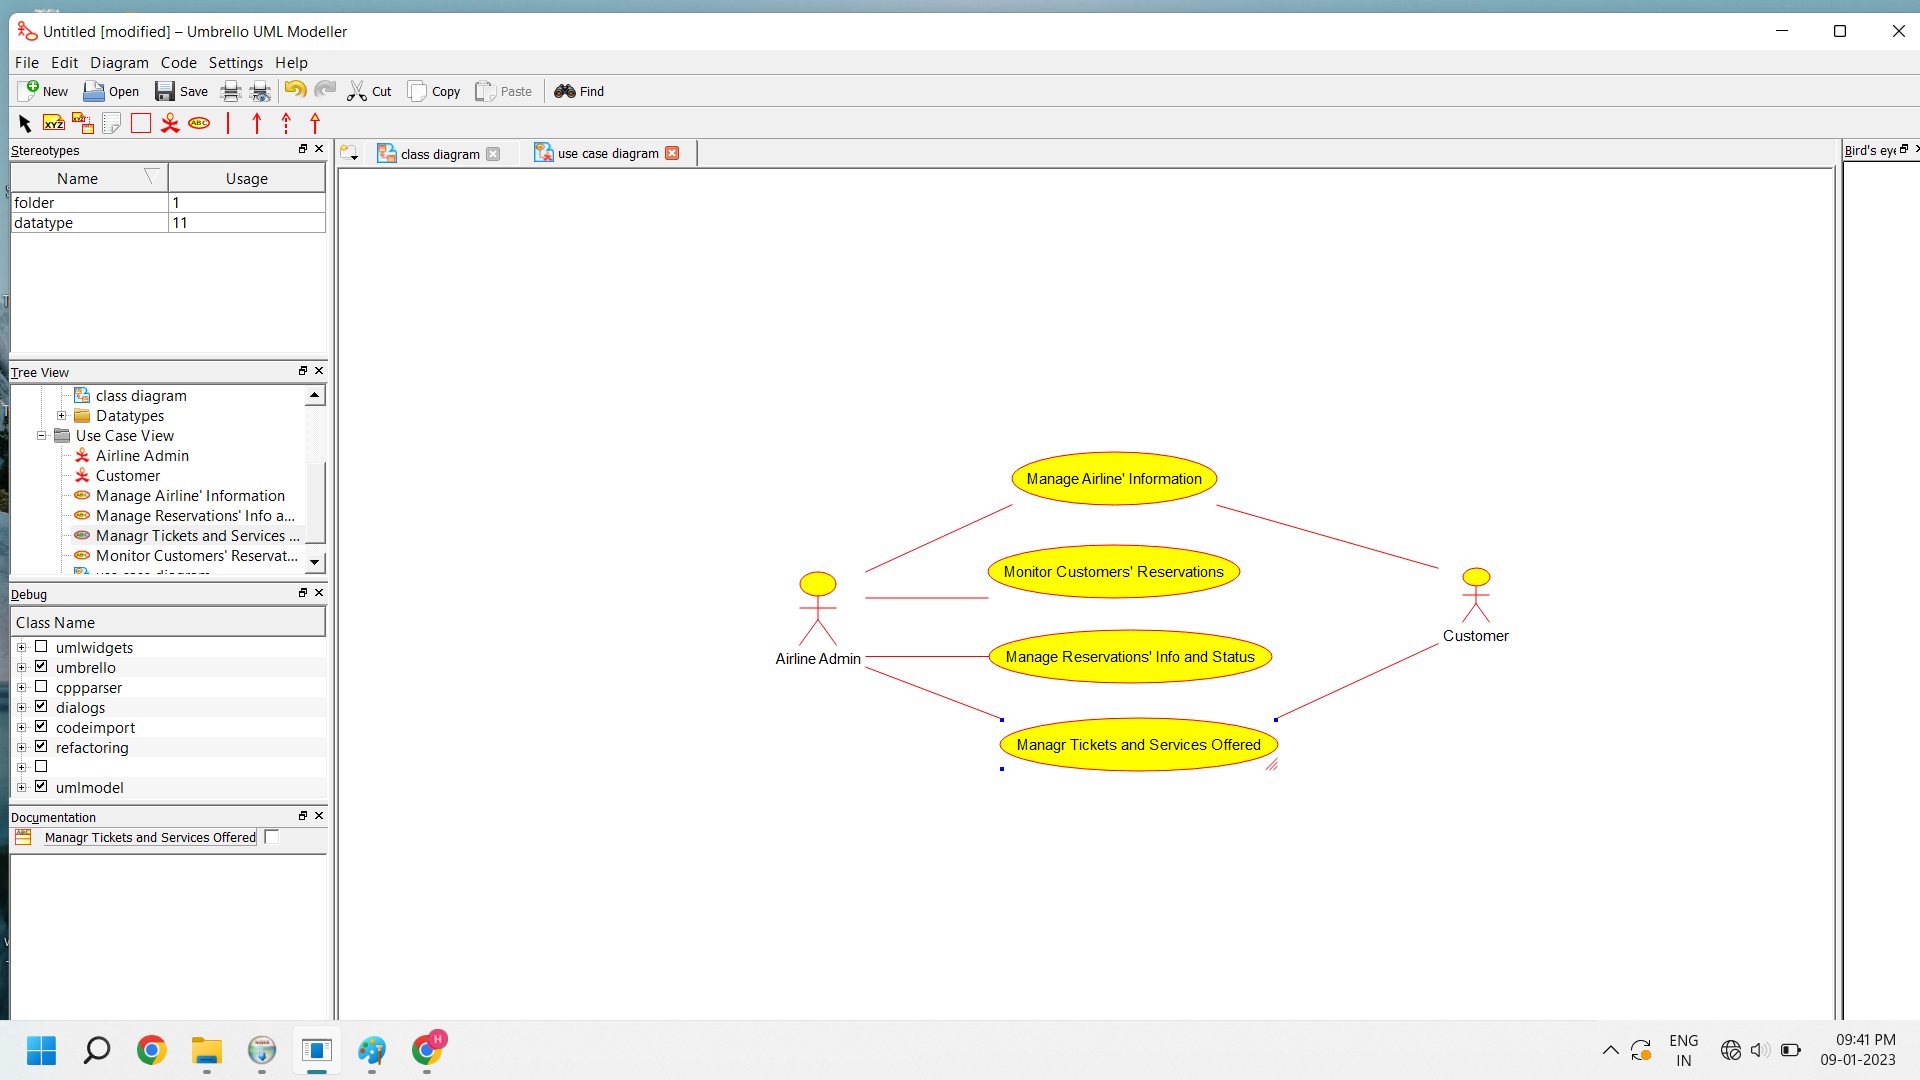 Untitled [modified] – Umbrello UML Modeller
File Edit Diagram Code Settings Help
New Open Save Cut Copy Paste Find
XYZ ABC
Stereotypes
class diagram use case diagram
Bird's eye
Name Usage
folder 1
datatype 11
Tree View
class diagram
Datatypes
Use Case View
Airline Admin
Customer
Manage Airline' Information
Manage Reservations' Info a...
Managr Tickets and Services ...
Monitor Customers' Reservat...
use case diagram
Debug
Class Name
umlwidgets
umbrello
cppparser
dialogs
codeimport
refactoring
umlmodel
Documentation
Managr Tickets and Services Offered
Manage Airline' Information
Monitor Customers' Reservations
Manage Reservations' Info and Status
Managr Tickets and Services Offered
Airline Admin
Customer
H
ENG
IN
09:41 PM
09-01-2023